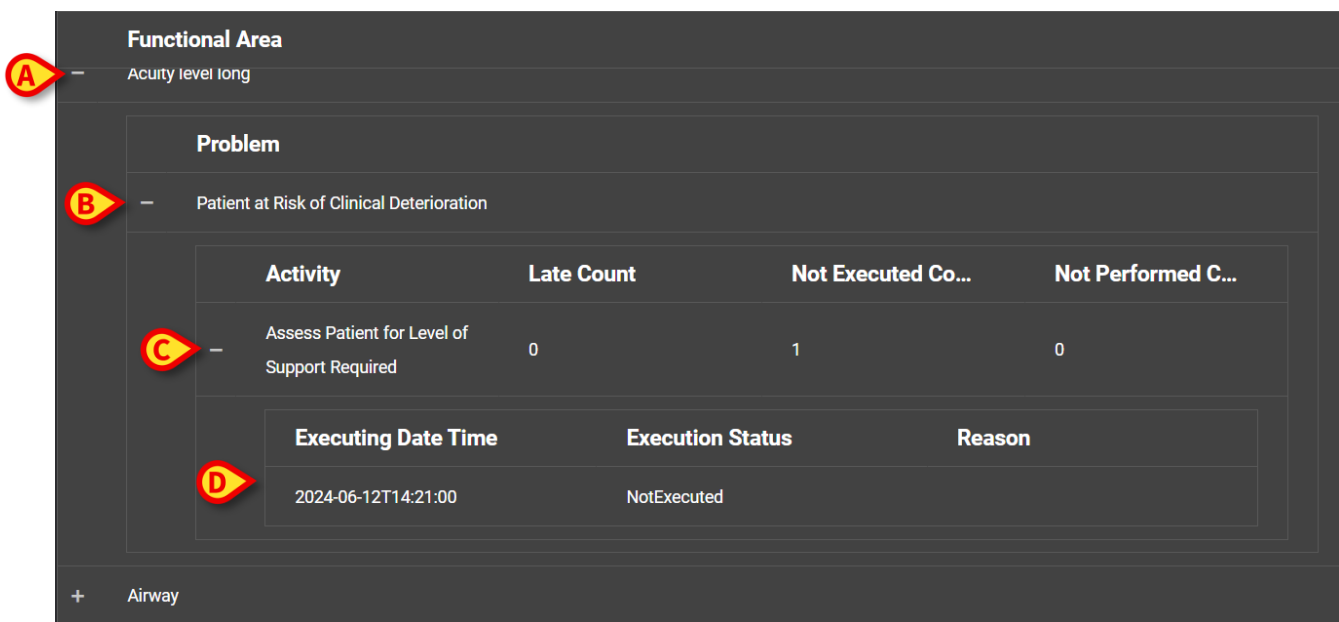 Functional Area
A
− Acuity level long
Problem
B
− Patient at Risk of Clinical Deterioration
Activity Late Count Not Executed Co... Not Performed C...
Assess Patient for Level of
C
− 0 1 0
Support Required
Executing Date Time Execution Status Reason
D
2024-06-12T14:21:00 NotExecuted
+ Airway